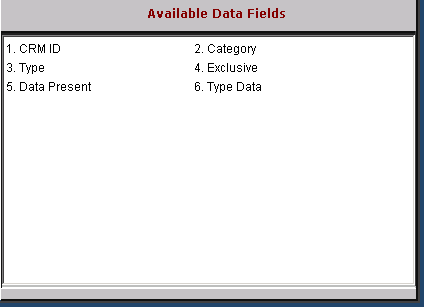 Available Data Fields
1. CRM ID 2. Category
3. Type 4. Exclusive
5. Data Present 6. Type Data